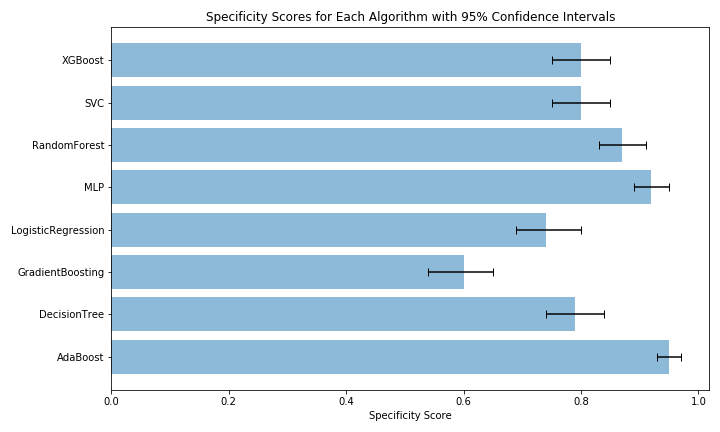 Specificity Scores for Each Algorithm with 95% Confidence Intervals
XGBoost
SVC
RandomForest
MLP
LogisticRegression
GradientBoosting
DecisionTree
AdaBoost
0.0 0.2 0.4 0.6 0.8 1.0
Specificity Score